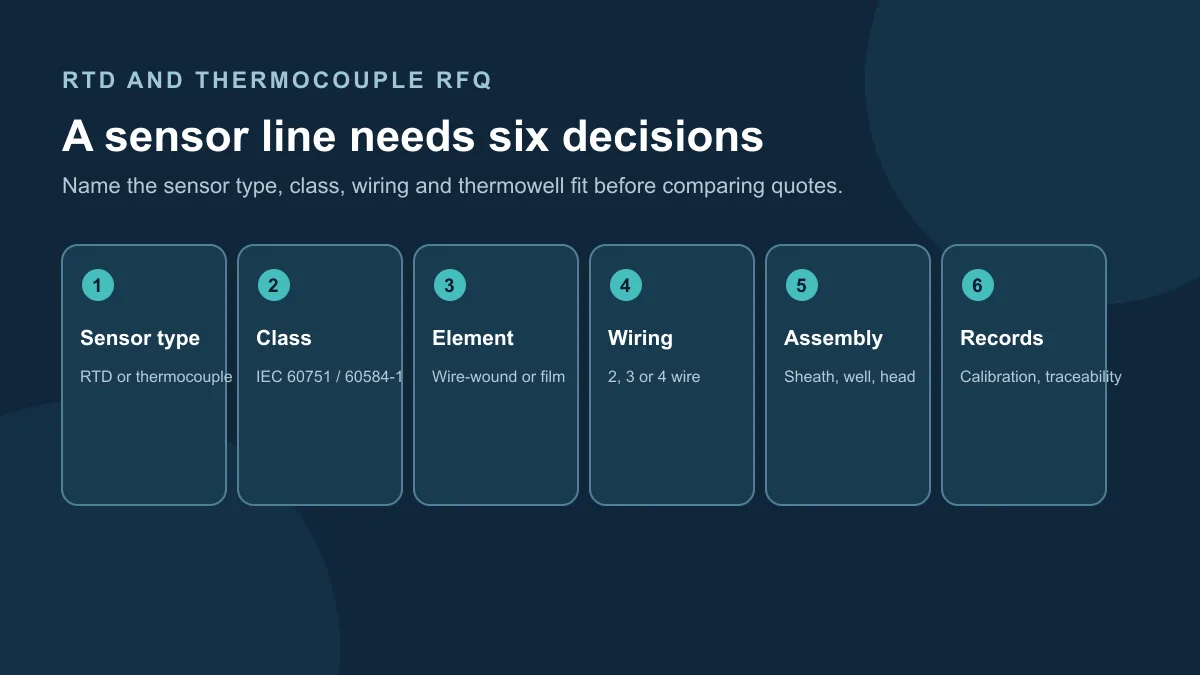 RTD AND THERMOCOUPLE RFQ
A sensor line needs six decisions
Name the sensor type, class, wiring and thermowell fit before comparing quotes.
1
Sensor type
RTD or thermocouple
2
Class
IEC 60751 / 60584-1
3
Element
Wire-wound or film
4
Wiring
2, 3 or 4 wire
5
Assembly
Sheath, well, head
6
Records
Calibration, traceability